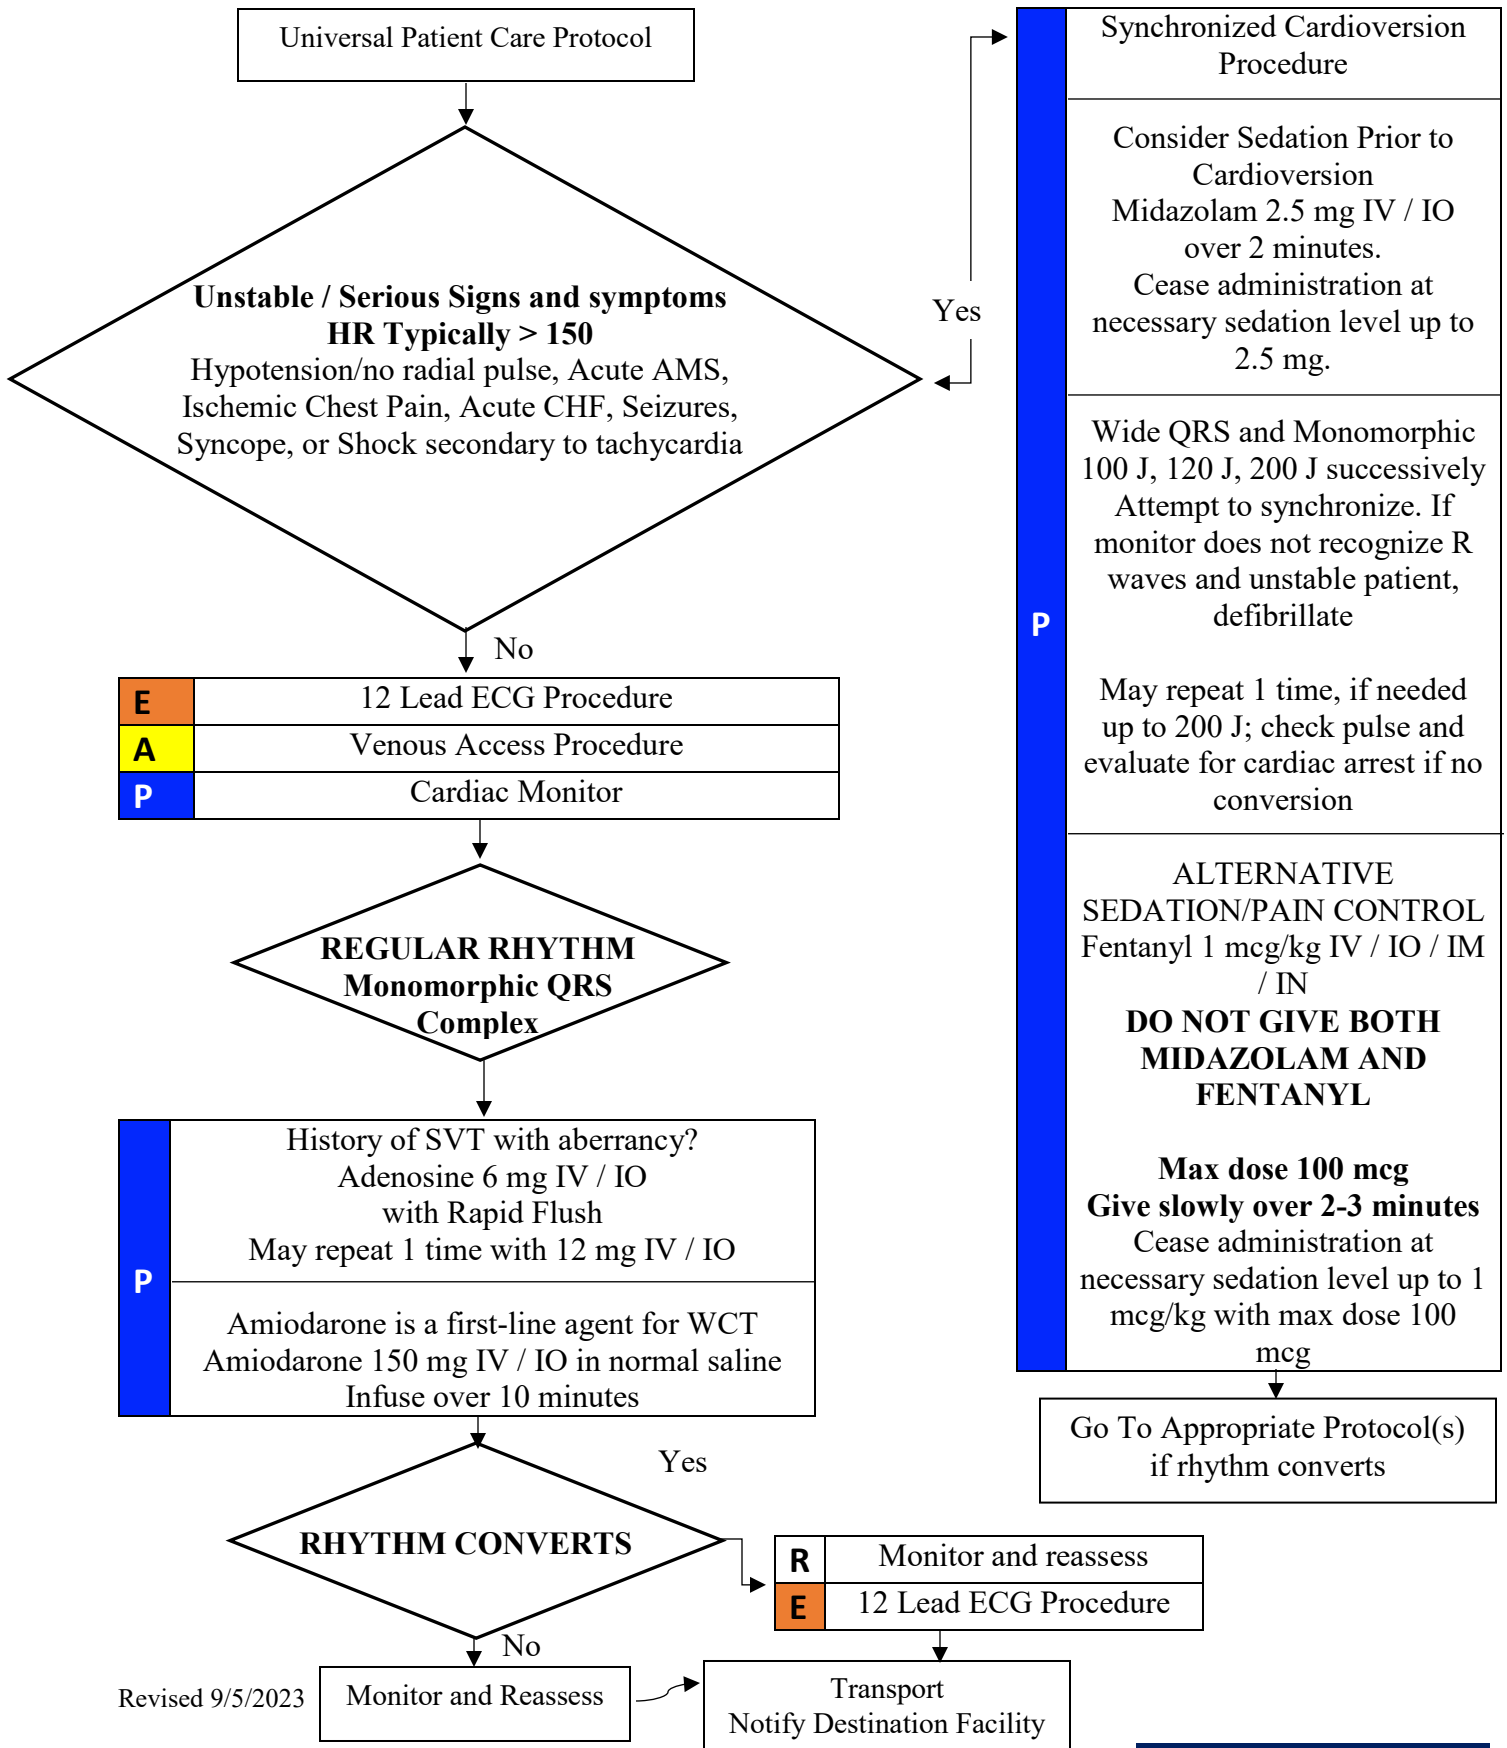 Universal Patient Care Protocol
Unstable / Serious Signs and symptoms
HR Typically > 150
Hypotension/no radial pulse, Acute AMS,
Ischemic Chest Pain, Acute CHF, Seizures,
Syncope, or Shock secondary to tachycardia
Yes
No
E
12 Lead ECG Procedure
A
Venous Access Procedure
P
Cardiac Monitor
REGULAR RHYTHM
Monomorphic QRS
Complex
P
History of SVT with aberrancy?
Adenosine 6 mg IV / IO
with Rapid Flush
May repeat 1 time with 12 mg IV / IO
Amiodarone is a first-line agent for WCT
Amiodarone 150 mg IV / IO in normal saline
Infuse over 10 minutes
RHYTHM CONVERTS
Yes
R
Monitor and reassess
E
12 Lead ECG Procedure
No
Revised 9/5/2023
Monitor and Reassess
Transport
Notify Destination Facility
P
Synchronized Cardioversion
Procedure
Consider Sedation Prior to
Cardioversion
Midazolam 2.5 mg IV / IO
over 2 minutes.
Cease administration at
necessary sedation level up to
2.5 mg.
Wide QRS and Monomorphic
100 J, 120 J, 200 J successively
Attempt to synchronize. If
monitor does not recognize R
waves and unstable patient,
defibrillate
May repeat 1 time, if needed
up to 200 J; check pulse and
evaluate for cardiac arrest if no
conversion
ALTERNATIVE
SEDATION/PAIN CONTROL
Fentanyl 1 mcg/kg IV / IO / IM
/ IN
DO NOT GIVE BOTH
MIDAZOLAM AND
FENTANYL
Max dose 100 mcg
Give slowly over 2-3 minutes
Cease administration at
necessary sedation level up to 1
mcg/kg with max dose 100
mcg
Go To Appropriate Protocol(s)
if rhythm converts